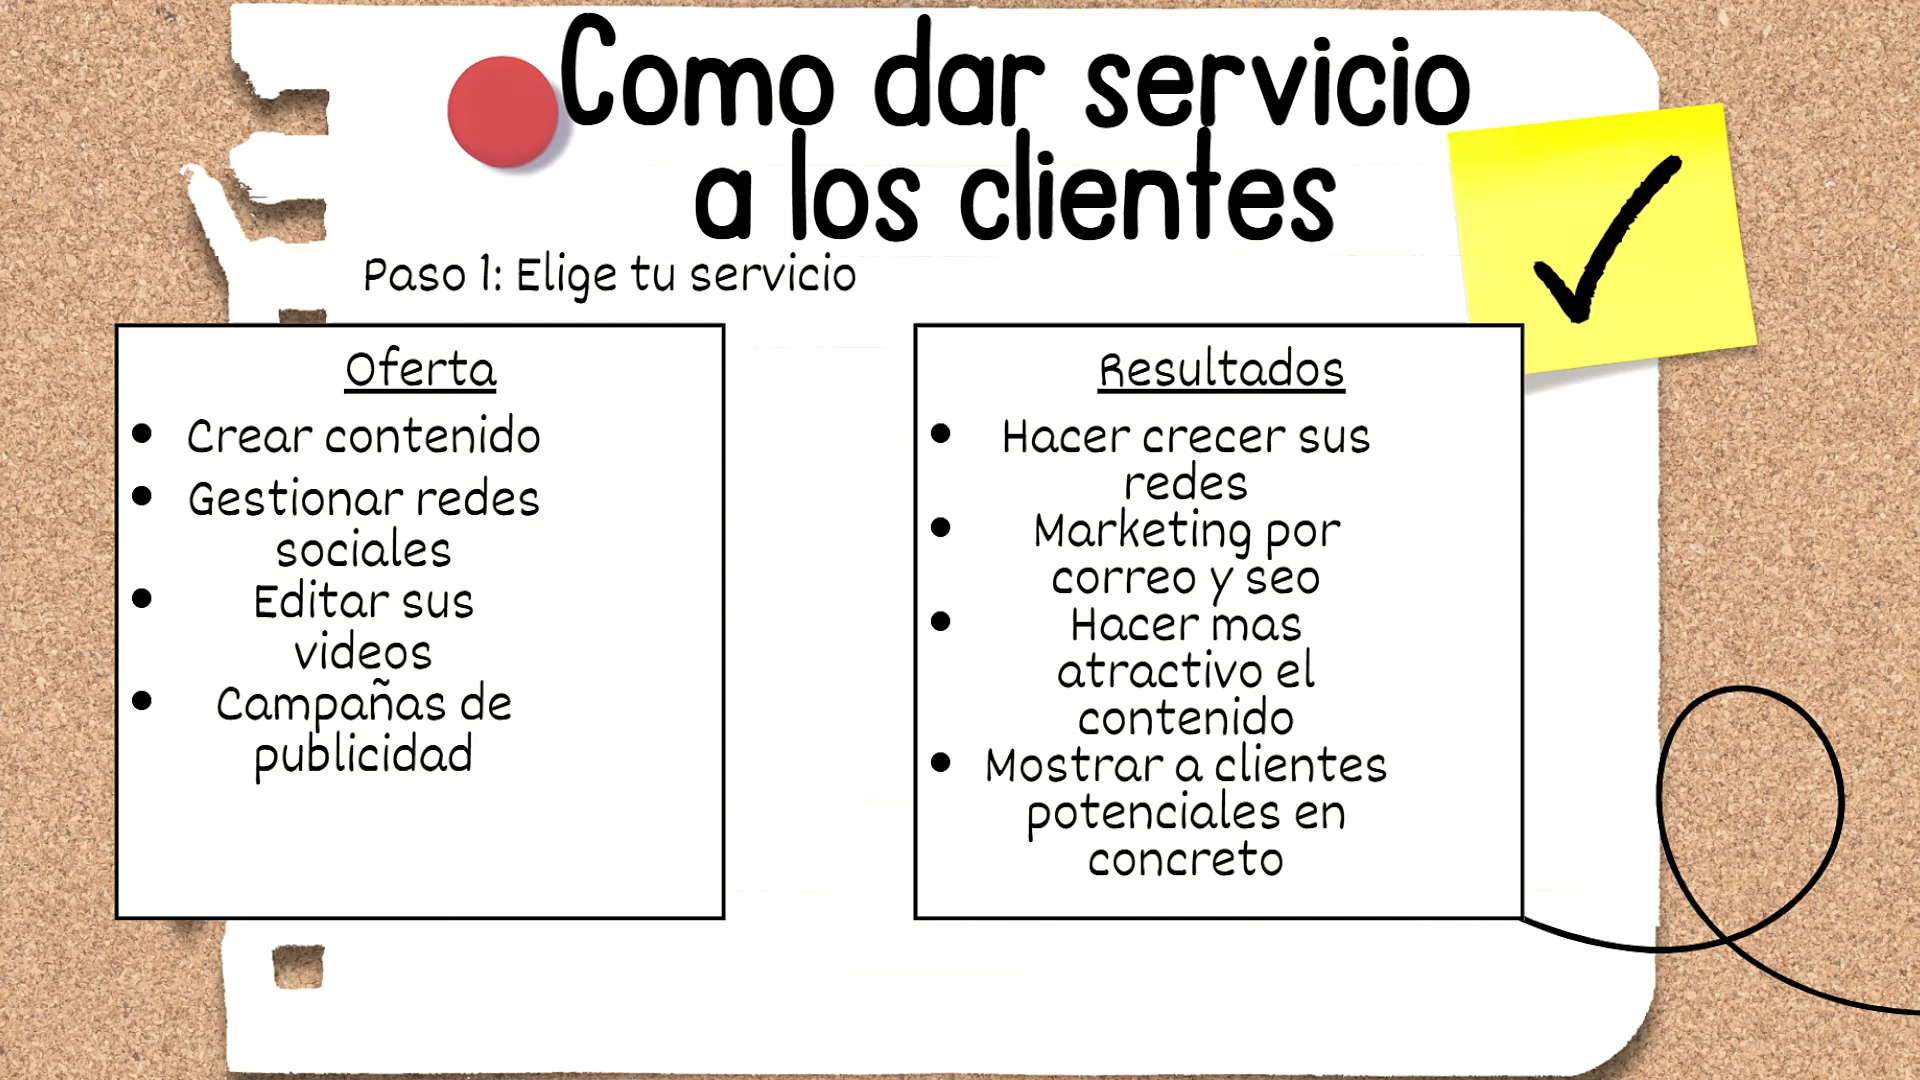 Como dar servicio
a los clientes
Paso 1: Elige tu servicio
Oferta
• Crear contenido
• Gestionar redes
sociales
• Editar sus
videos
• Campañas de
publicidad
Resultados
• Hacer crecer sus
redes
• Marketing por
correo y seo
• Hacer mas
atractivo el
contenido
• Mostrar a clientes
potenciales en
concreto